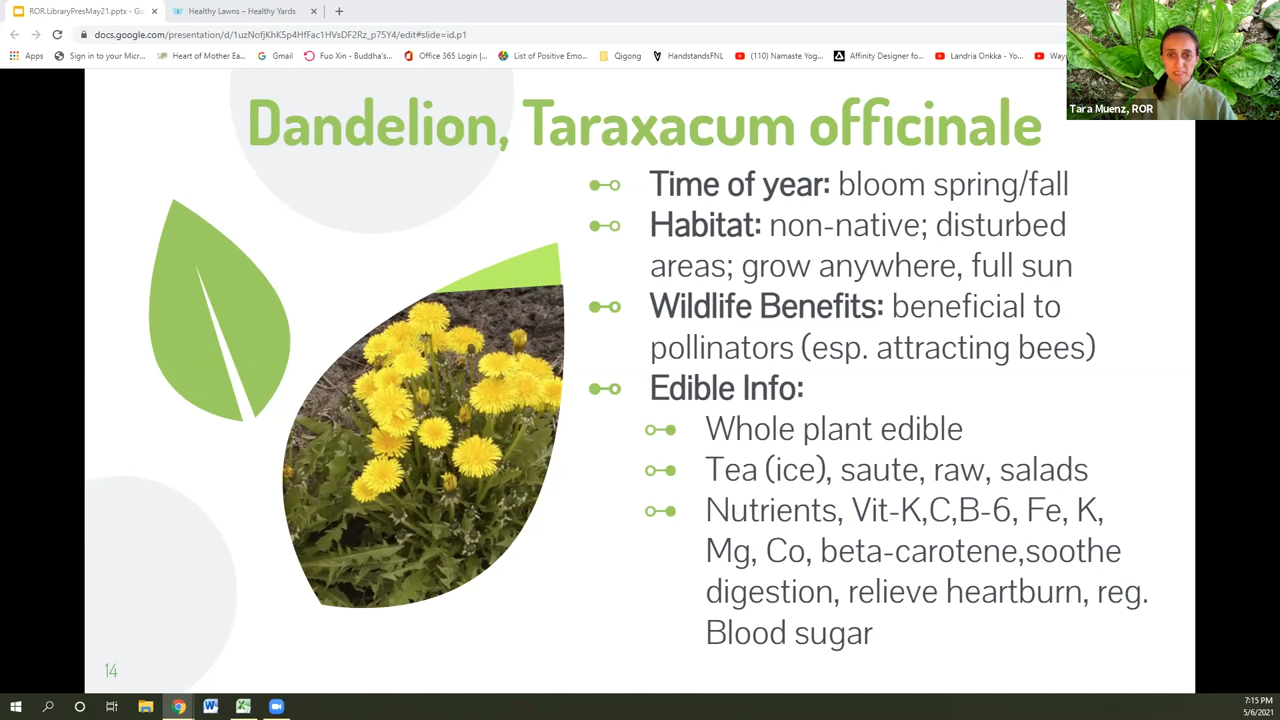 ROR.LibraryPresMay21.pptx - Go
Healthy Lawns – Healthy Yards
docs.google.com/presentation/d/1uzNofjKhK5p4HfFac1HVsDF2Rz_p75Y4/edit#slide=id.p1
Apps
Sign in to your Micr...
Heart of Mother Ea...
Gmail
Fuo Xin - Buddha's...
Office 365 Login |...
List of Positive Emo...
Qigong
HandstandsFNL
(110) Namaste Yog...
Affinity Designer fo...
Landria Onkka - Yo...
Way
Tara Muenz, ROR
Dandelion, Taraxacum officinale
Time of year: bloom spring/fall
Habitat: non-native; disturbed
areas; grow anywhere, full sun
Wildlife Benefits: beneficial to
pollinators (esp. attracting bees)
Edible Info:
Whole plant edible
Tea (ice), saute, raw, salads
Nutrients, Vit-K,C,B-6, Fe, K,
Mg, Co, beta-carotene,soothe
digestion, relieve heartburn, reg.
Blood sugar
14
7:15 PM
5/6/2021